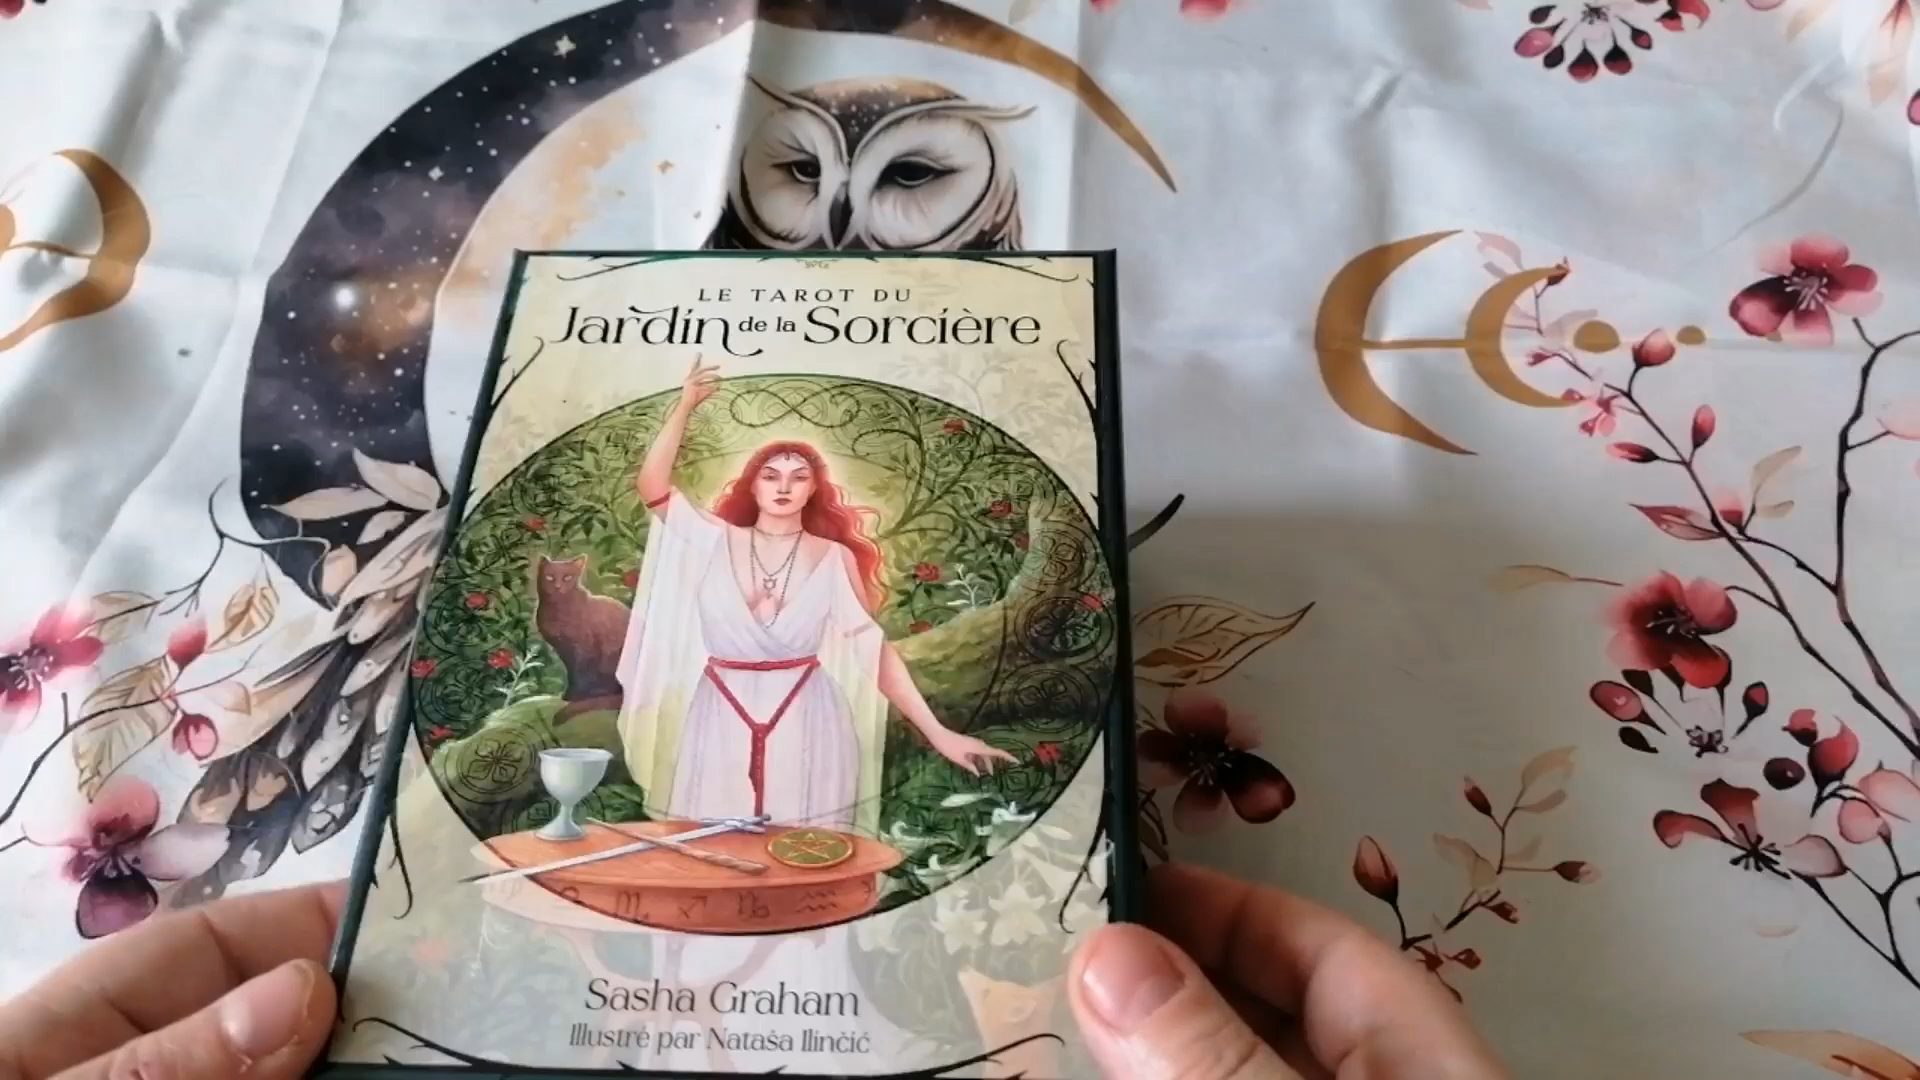 LE TAROT DU
Jardin de la Sorcière
Sasha Graham
Illustré par Nataša Ilinčić